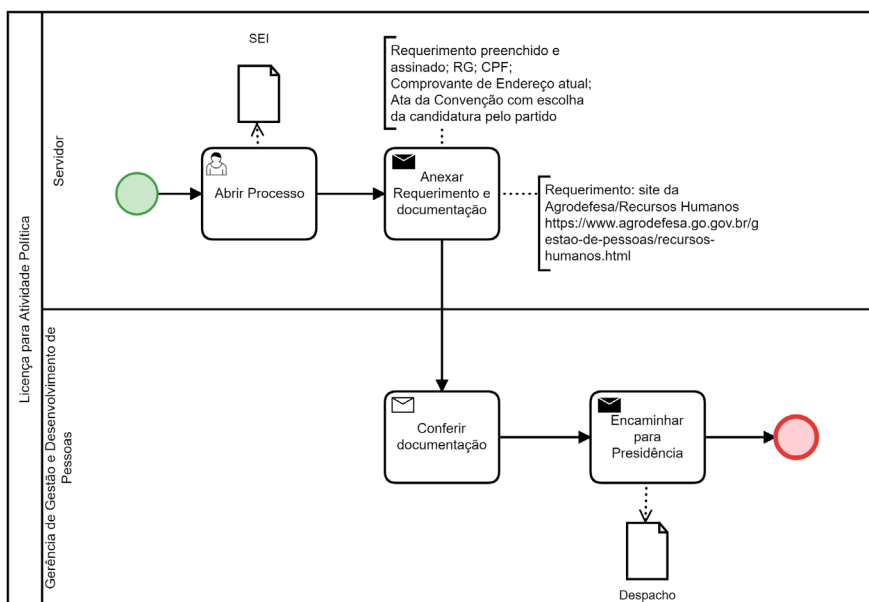 Licença para Atividade Política
Servidor
SEI
Abrir Processo
Requerimento preenchido e
assinado; RG; CPF;
Comprovante de Endereço atual;
Ata da Convenção com escolha
da candidatura pelo partido
Anexar
Requerimento e
documentação
Requerimento: site da
Agrodefesa/Recursos Humanos
https://www.agrodefesa.go.gov.br/g
estao-de-pessoas/recursos-
humanos.html
Gerência de Gestão e Desenvolvimento de
Pessoas
Conferir
documentação
Encaminhar
para
Presidência
Despacho